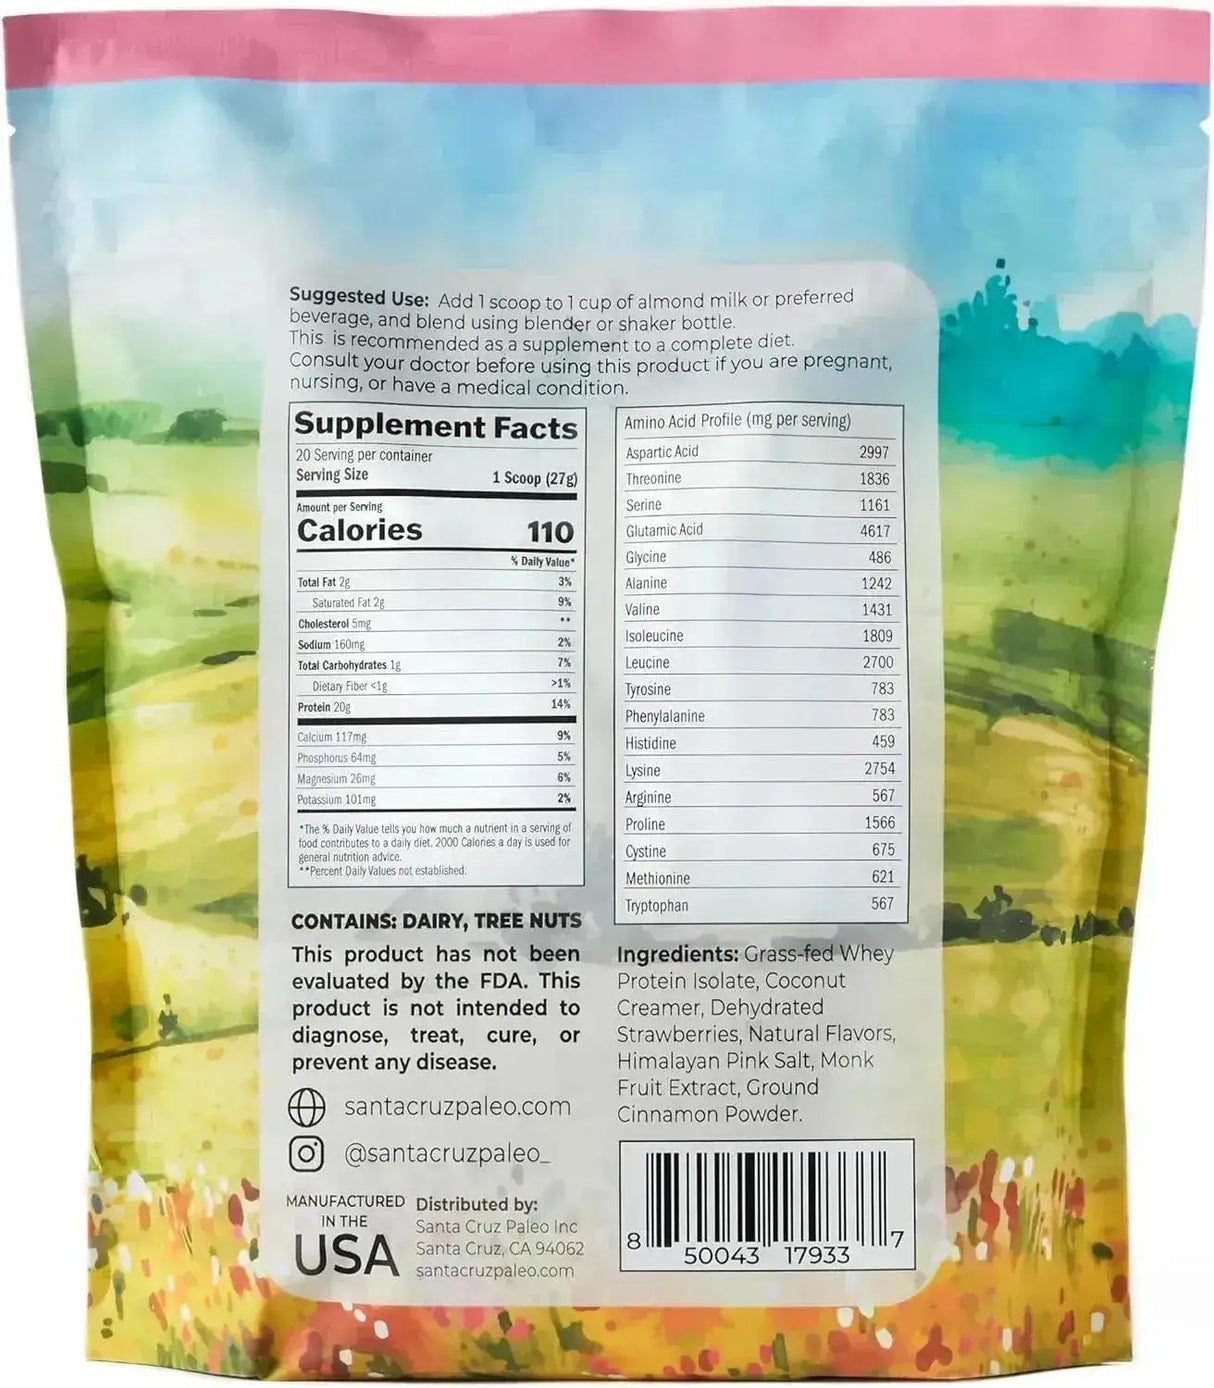 Suggested Use: Add 1 scoop to 1 cup of almond milk or preferred
beverage, and blend using blender or shaker bottle.
This is recommended as a supplement to a complete diet.
Consult your doctor before using this product if you are pregnant,
nursing, or have a medical condition.
Supplement Facts
20 Serving per container
Serving Size 1 Scoop (27g)
Amount per Serving
Calories 110
% Daily Value*
Total Fat 2g 3%
Saturated Fat 2g 9%
Cholesterol 5mg **
Sodium 160mg 2%
Total Carbohydrates 1g 7%
Dietary Fiber <1g >1%
Protein 20g 14%
Calcium 117mg 9%
Phosphorus 64mg 5%
Magnesium 26mg 6%
Potassium 101mg 2%
*The % Daily Value tells you how much a nutrient in a serving of
food contributes to a daily diet. 2000 Calories a day is used for
general nutrition advice.
**Percent Daily Values not established.
Amino Acid Profile (mg per serving)
Aspartic Acid 2997
Threonine 1836
Serine 1161
Glutamic Acid 4617
Glycine 486
Alanine 1242
Valine 1431
Isoleucine 1809
Leucine 2700
Tyrosine 783
Phenylalanine 783
Histidine 459
Lysine 2754
Arginine 567
Proline 1566
Cystine 675
Methionine 621
Tryptophan 567
CONTAINS: DAIRY, TREE NUTS
This product has not been
evaluated by the FDA. This
product is not intended to
diagnose, treat, cure, or
prevent any disease.
santacruzpaleo.com
@santacruzpaleo_
MANUFACTURED
IN THE
USA
Distributed by:
Santa Cruz Paleo Inc
Santa Cruz, CA 94062
santacruzpaleo.com
Ingredients: Grass-fed Whey
Protein Isolate, Coconut
Creamer, Dehydrated
Strawberries, Natural Flavors,
Himalayan Pink Salt, Monk
Fruit Extract, Ground
Cinnamon Powder.
8 50043 17933 7